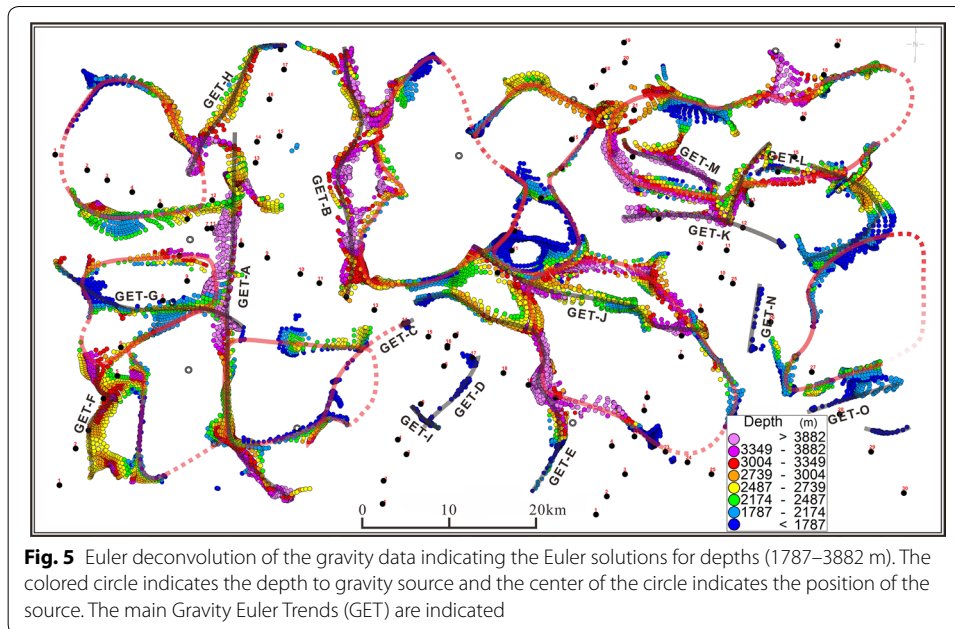 GET-H
GET-M
GET-L
GET-B
GET-K
GET-A
GET-G
GET-J
GET-C
GET-N
GET-D
GET-F
GET-I
GET-O
GET-E
0 10 20km
Depth (m)
> 3882
3349 - 3882
3004 - 3349
2739 - 3004
2487 - 2739
2174 - 2487
1787 - 2174
< 1787
Fig. 5 Euler deconvolution of the gravity data indicating the Euler solutions for depths (1787–3882 m). The
colored circle indicates the depth to gravity source and the center of the circle indicates the position of the
source. The main Gravity Euler Trends (GET) are indicated